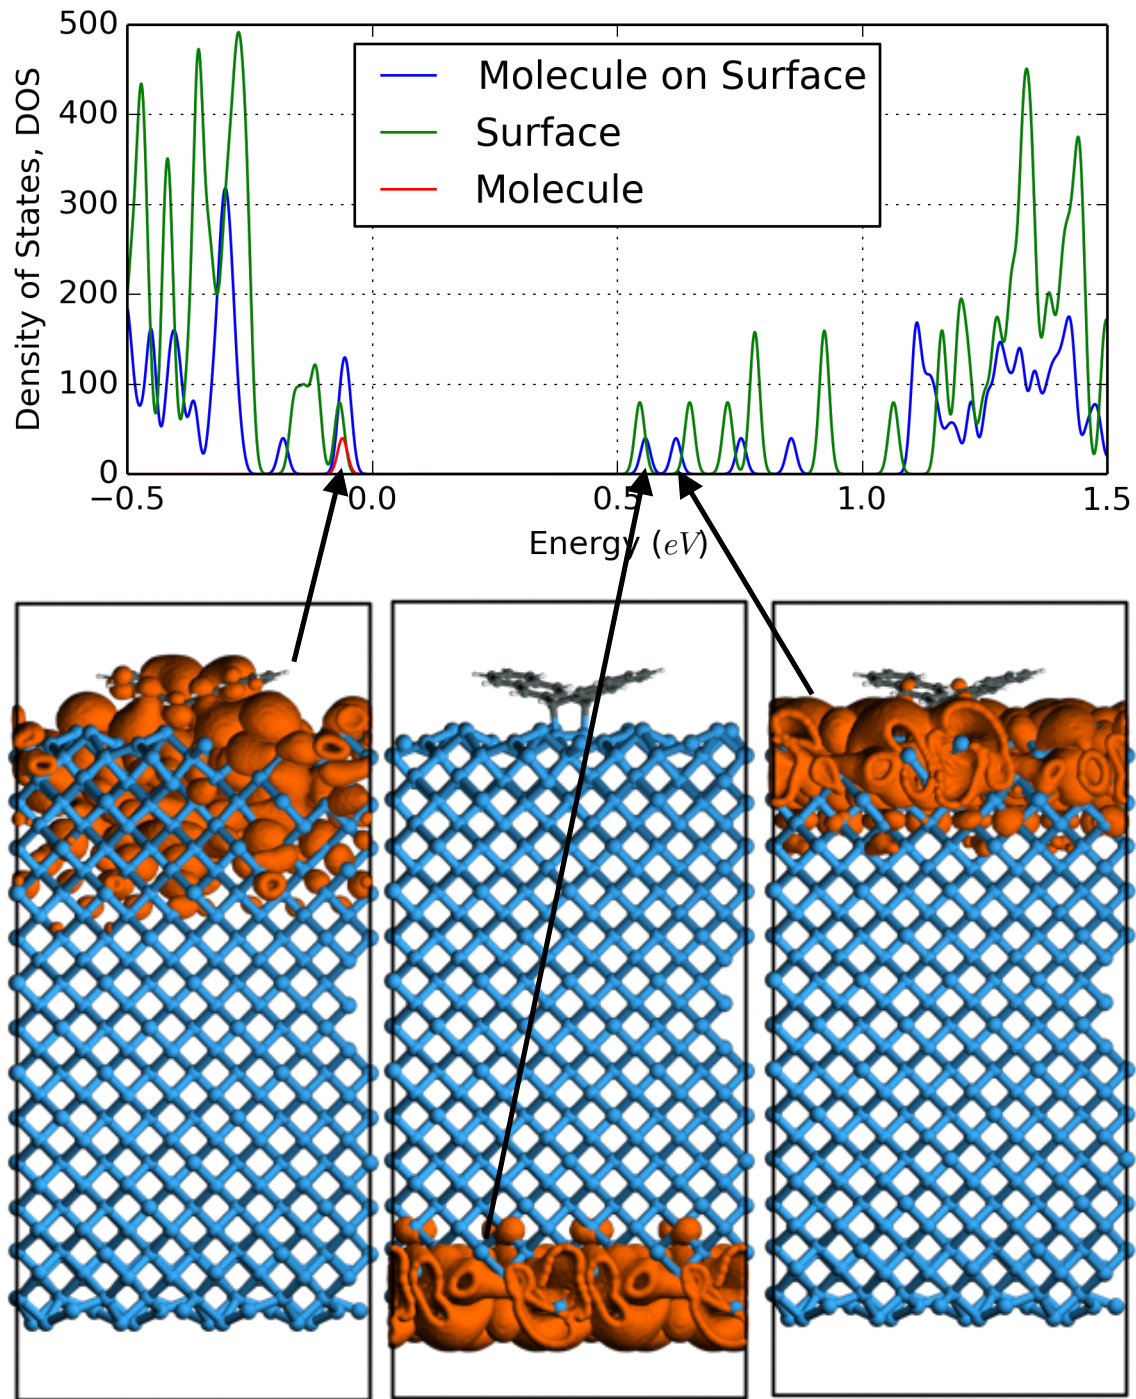 500
400
300
200
100
0
Density of States, DOS
Molecule on Surface
Surface
Molecule
−0.5 0.0 0.5 1.0 1.5
Energy (eV)